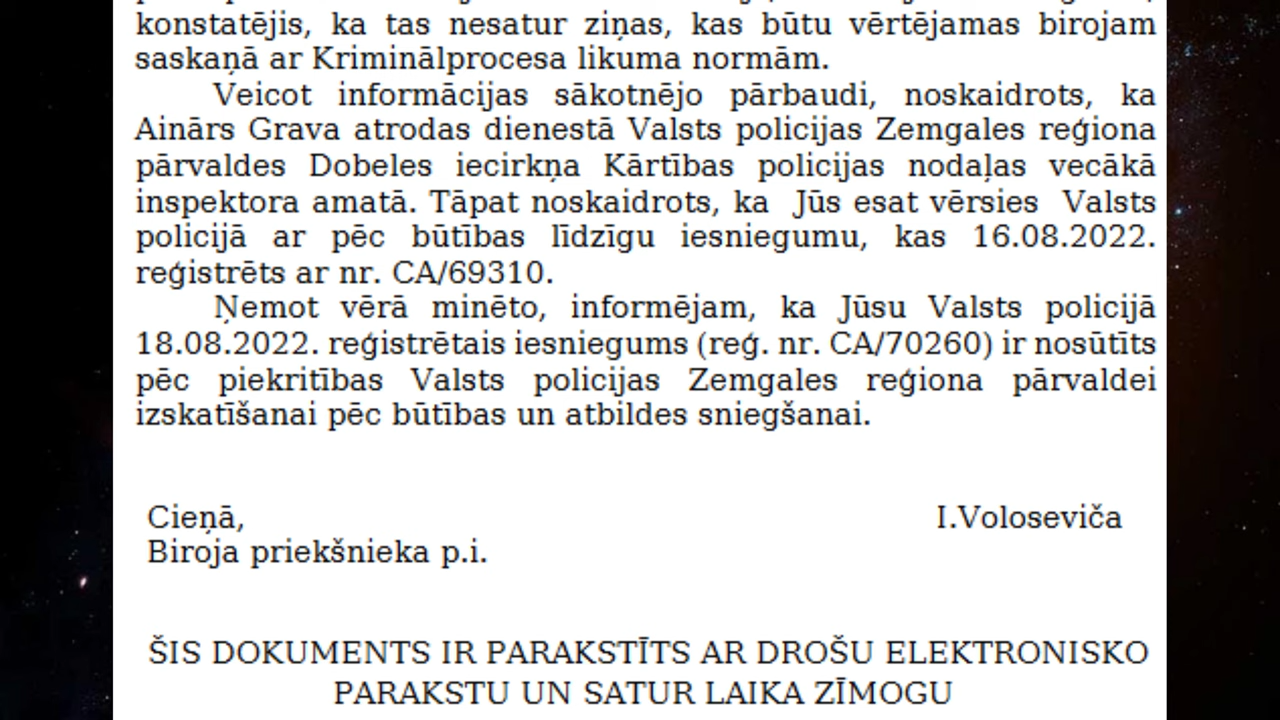 konstatējis, ka tas nesatur ziņas, kas būtu vērtējamas birojam
saskaņā ar Kriminālprocesa likuma normām.
Veicot informācijas sākotnējo pārbaudi, noskaidrots, ka
Ainārs Grava atrodas dienestā Valsts policijas Zemgales reģiona
pārvaldes Dobeles iecirkņa Kārtības policijas nodaļas vecākā
inspektora amatā. Tāpat noskaidrots, ka Jūs esat vērsies Valsts
policijā ar pēc būtības līdzīgu iesniegumu, kas 16.08.2022.
reģistrēts ar nr. CA/69310.
Ņemot vērā minēto, informējam, ka Jūsu Valsts policijā
18.08.2022. reģistrētais iesniegums (reģ. nr. CA/70260) ir nosūtīts
pēc piekritības Valsts policijas Zemgales reģiona pārvaldei
izskatīšanai pēc būtības un atbildes sniegšanai.
Cieņā, I.Voloseviča
Biroja priekšnieka p.i.
ŠIS DOKUMENTS IR PARAKSTĪTS AR DROŠU ELEKTRONISKO
PARAKSTU UN SATUR LAIKA ZĪMOGU